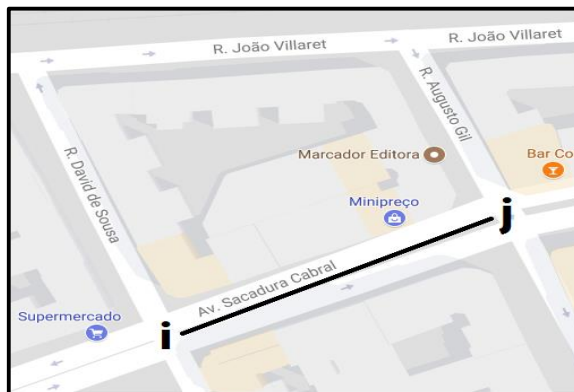 R. João Villaret
R. João Villaret
R. Augusto Gil
R. David de Sousa
Marcador Editora
Bar Co
Minipreço
j
Av. Sacadura Cabral
Supermercado
i